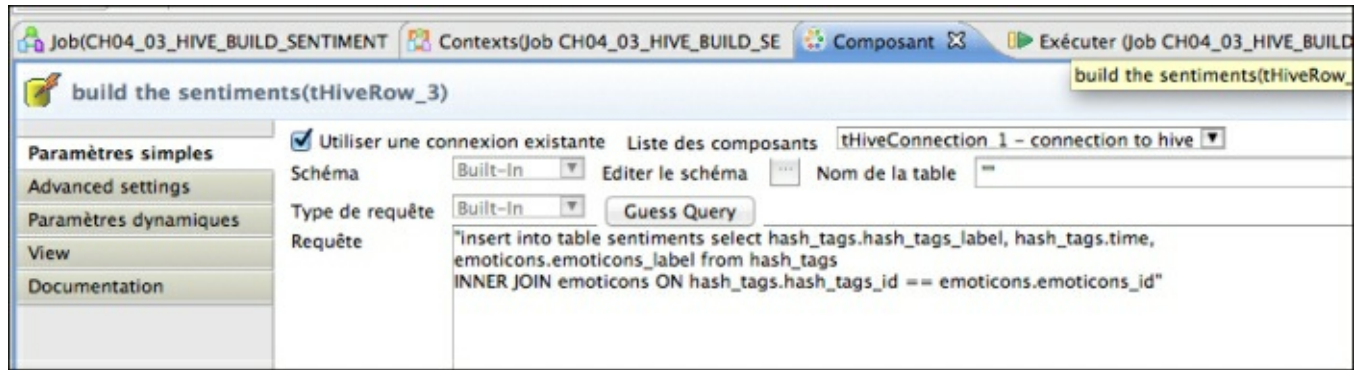 Job(CH04_03_HIVE_BUILD_SENTIMENT Contexts(Job CH04_03_HIVE_BUILD_SE Composant Exécuter (Job CH04_03_HIVE_BUILD
build the sentiments(tHiveRow_
build the sentiments(tHiveRow_3)
Paramètres simples
Advanced settings
Paramètres dynamiques
View
Documentation
Utiliser une connexion existante Liste des composants tHiveConnection_1 - connection to hive
Schéma Built-In Editer le schéma ... Nom de la table ""
Type de requête Built-In Guess Query
Requête "insert into table sentiments select hash_tags.hash_tags_label, hash_tags.time,
emoticons.emoticons_label from hash_tags
INNER JOIN emoticons ON hash_tags.hash_tags_id == emoticons.emoticons_id"